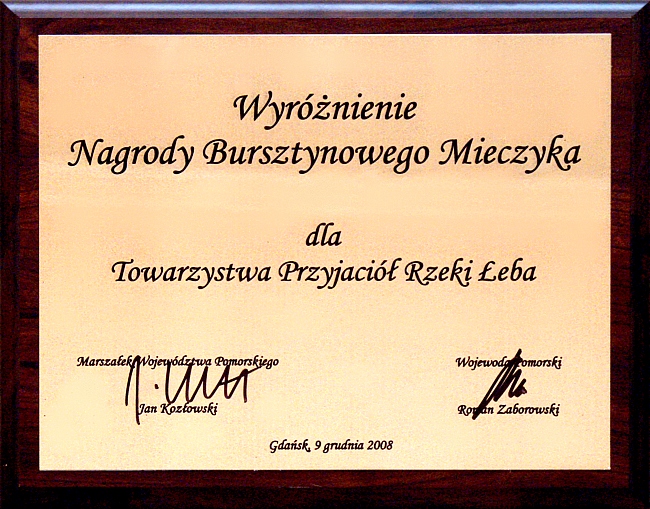 Wyróżnienie
Nagrody Bursztynowego Mieczyka
dla
Towarzystwa Przyjaciół Rzeki Łeba
Marszałek Województwa Pomorskiego
Jan Kozłowski
Wojewoda Pomorski
Roman Zaborowski
Gdańsk, 9 grudnia 2008